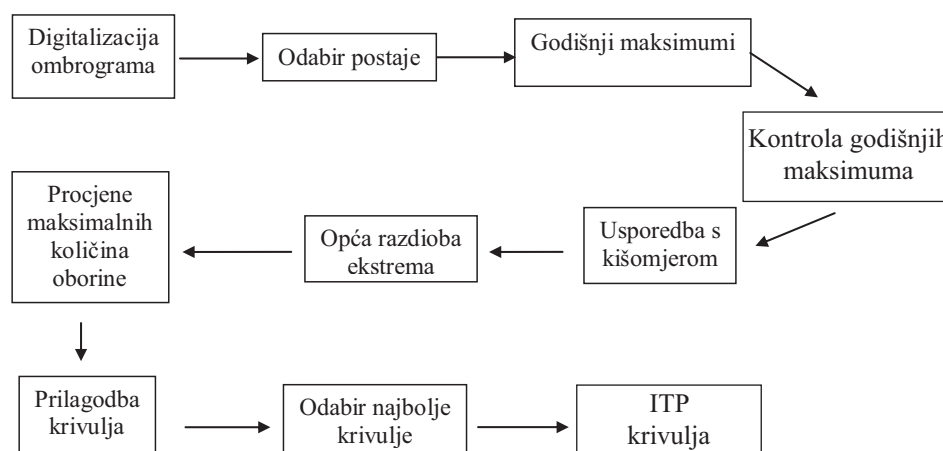 Digitalizacija
ombrograma
Odabir postaje
Godišnji maksimumi
Kontrola godišnjih
maksimuma
Usporedba s
kišomjerom
Opća razdioba
ekstrema
Procjene
maksimalnih
količina
oborine
Prilagodba
krivulja
Odabir najbolje
krivulje
ITP
krivulja